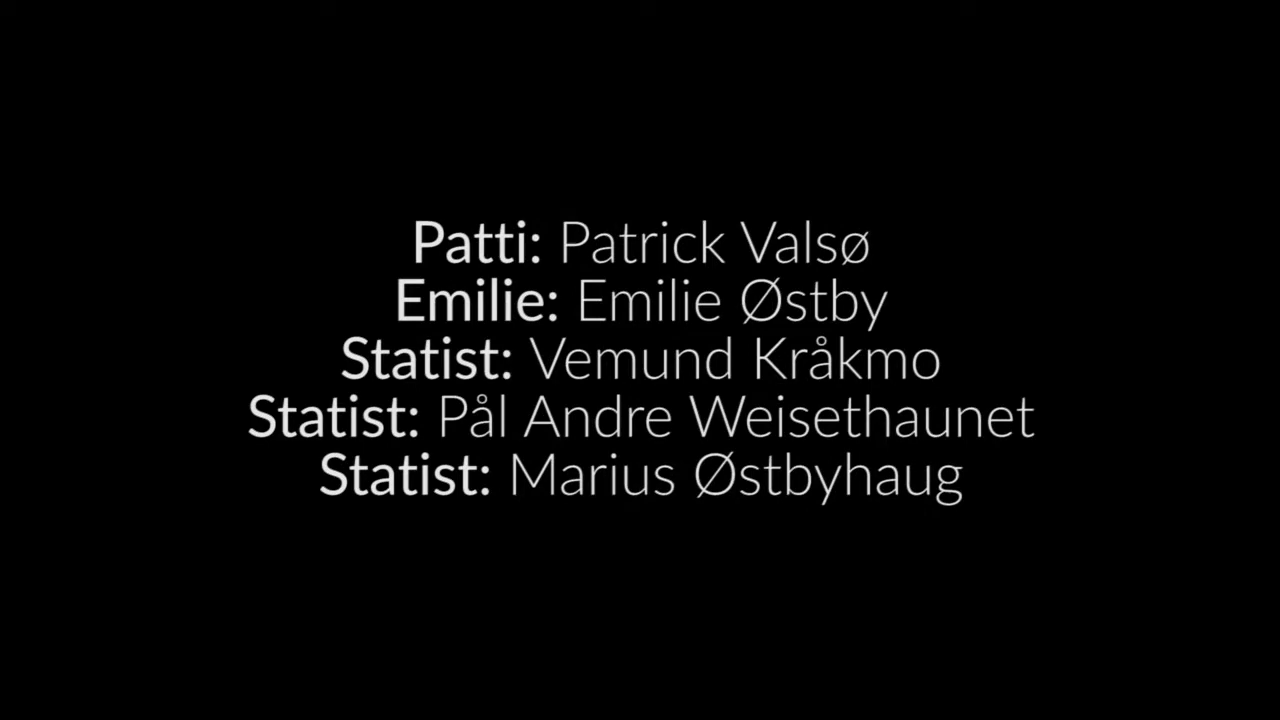 Patti: Patrick Valsø
Emilie: Emilie Østby
Statist: Vemund Kråkmo
Statist: Pål Andre Weisethaunet
Statist: Marius Østbyhaug